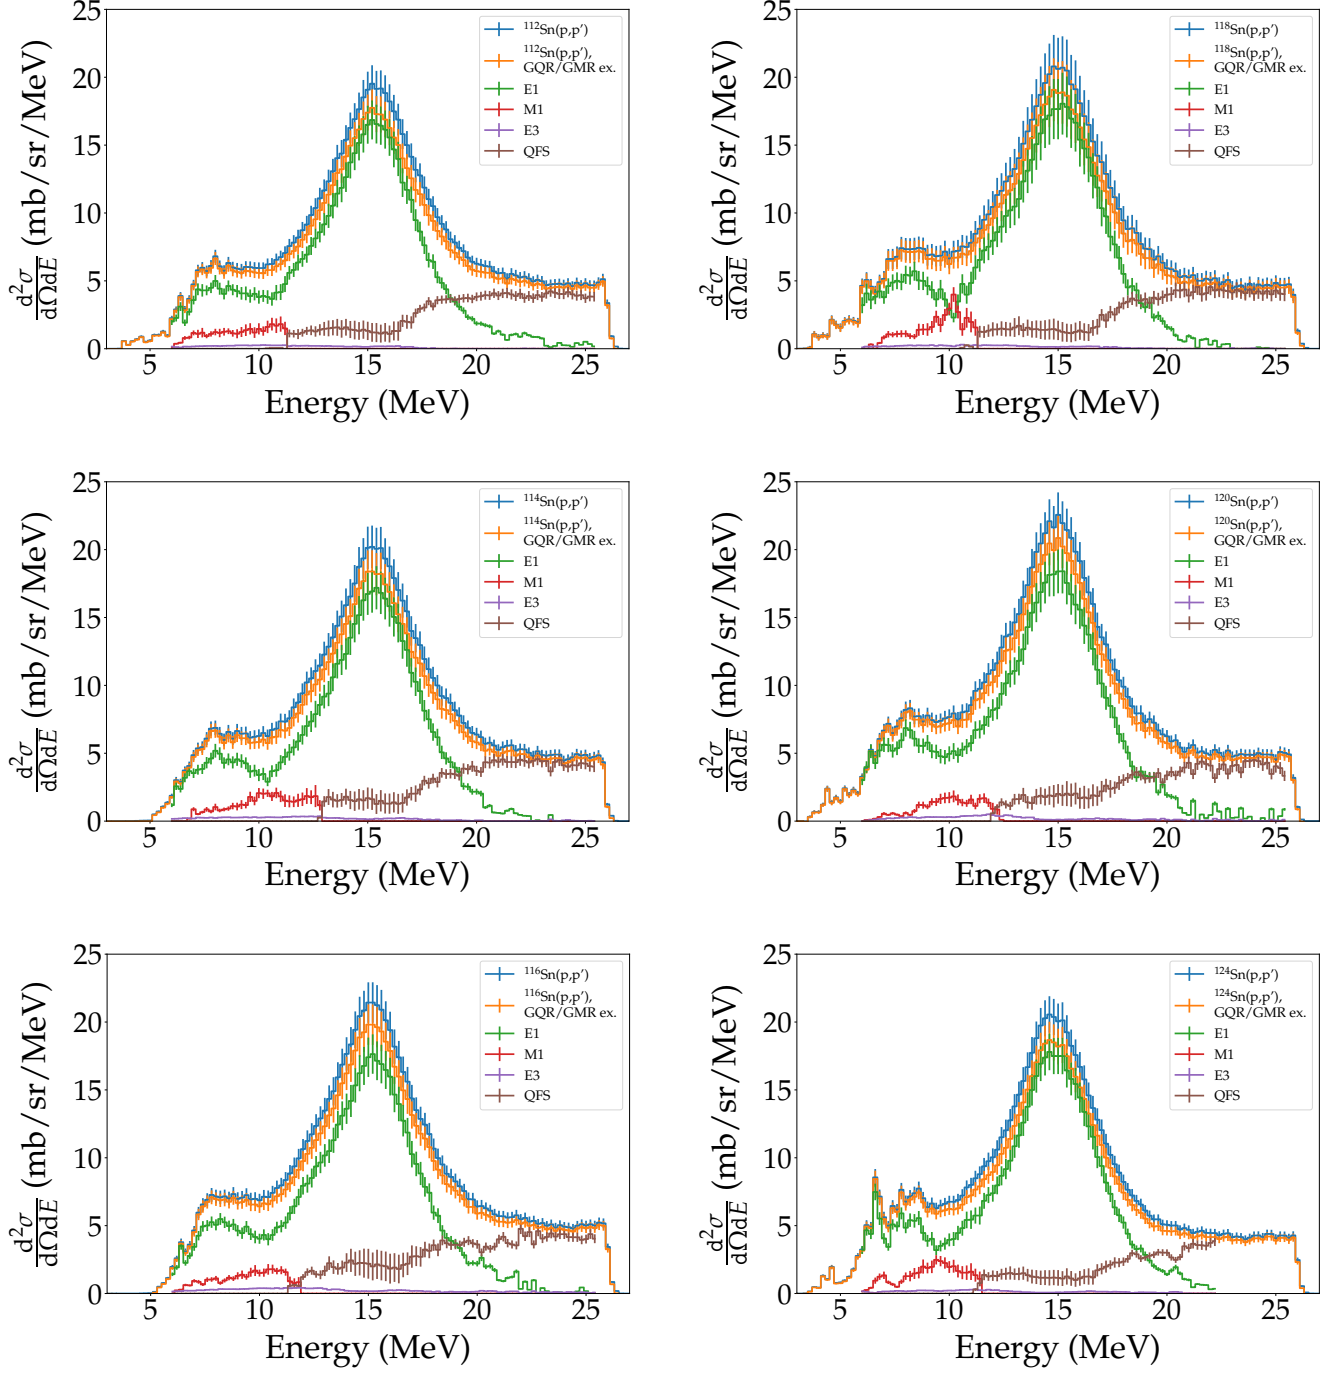 25
20
15
10
5
0
d²σ/dΩdE (mb/sr/MeV)
¹¹²Sn(p,p′)
¹¹²Sn(p,p′),
GQR/GMR ex.
E1
M1
E3
QFS
5 10 15 20 25
Energy (MeV)
25
20
15
10
5
0
d²σ/dΩdE (mb/sr/MeV)
¹¹⁸Sn(p,p′)
¹¹⁸Sn(p,p′),
GQR/GMR ex.
E1
M1
E3
QFS
5 10 15 20 25
Energy (MeV)
25
20
15
10
5
0
d²σ/dΩdE (mb/sr/MeV)
¹¹⁴Sn(p,p′)
¹¹⁴Sn(p,p′),
GQR/GMR ex.
E1
M1
E3
QFS
5 10 15 20 25
Energy (MeV)
25
20
15
10
5
0
d²σ/dΩdE (mb/sr/MeV)
¹²⁰Sn(p,p′)
¹²⁰Sn(p,p′),
GQR/GMR ex.
E1
M1
E3
QFS
5 10 15 20 25
Energy (MeV)
25
20
15
10
5
0
d²σ/dΩdE (mb/sr/MeV)
¹¹⁶Sn(p,p′)
¹¹⁶Sn(p,p′),
GQR/GMR ex.
E1
M1
E3
QFS
5 10 15 20 25
Energy (MeV)
25
20
15
10
5
0
d²σ/dΩdE (mb/sr/MeV)
¹²⁴Sn(p,p′)
¹²⁴Sn(p,p′),
GQR/GMR ex.
E1
M1
E3
QFS
5 10 15 20 25
Energy (MeV)